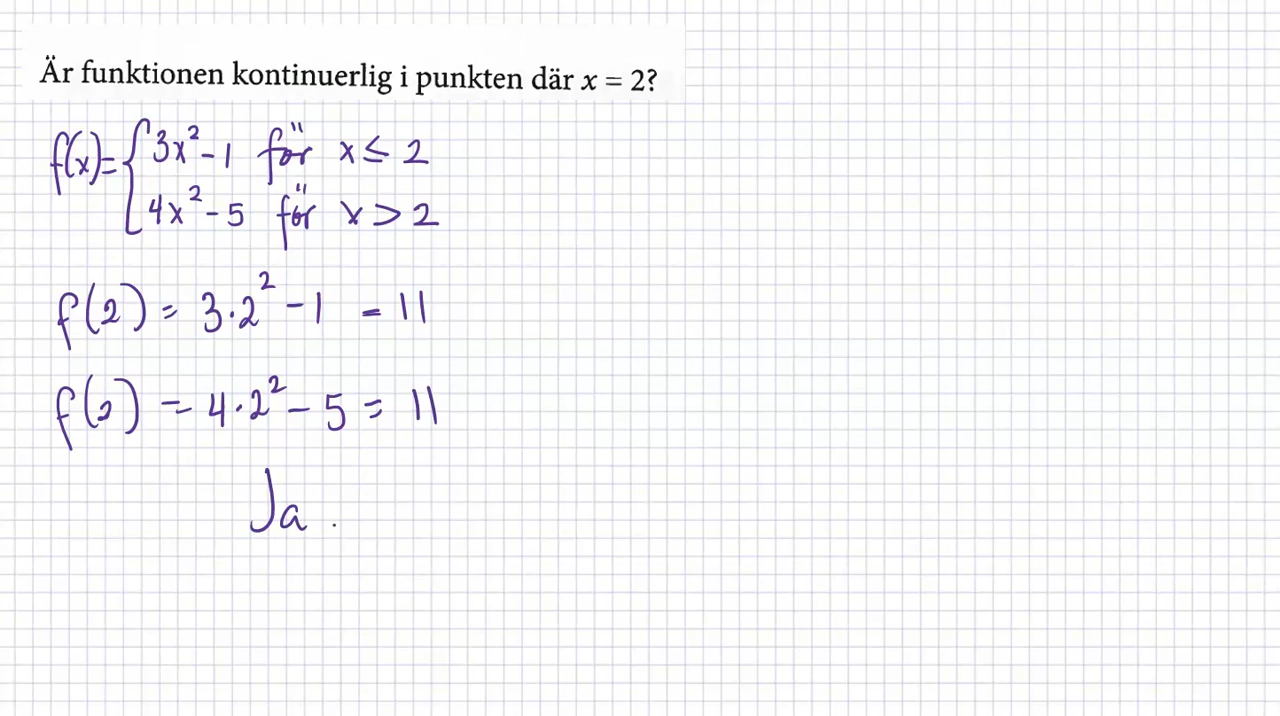 Är funktionen kontinuerlig i punkten där x = 2?
f(x)= { 3x² - 1 för x ≤ 2
4x² - 5 för x > 2
f(2) = 3·2² - 1 = 11
f(2) = 4·2² - 5 = 11
Ja.